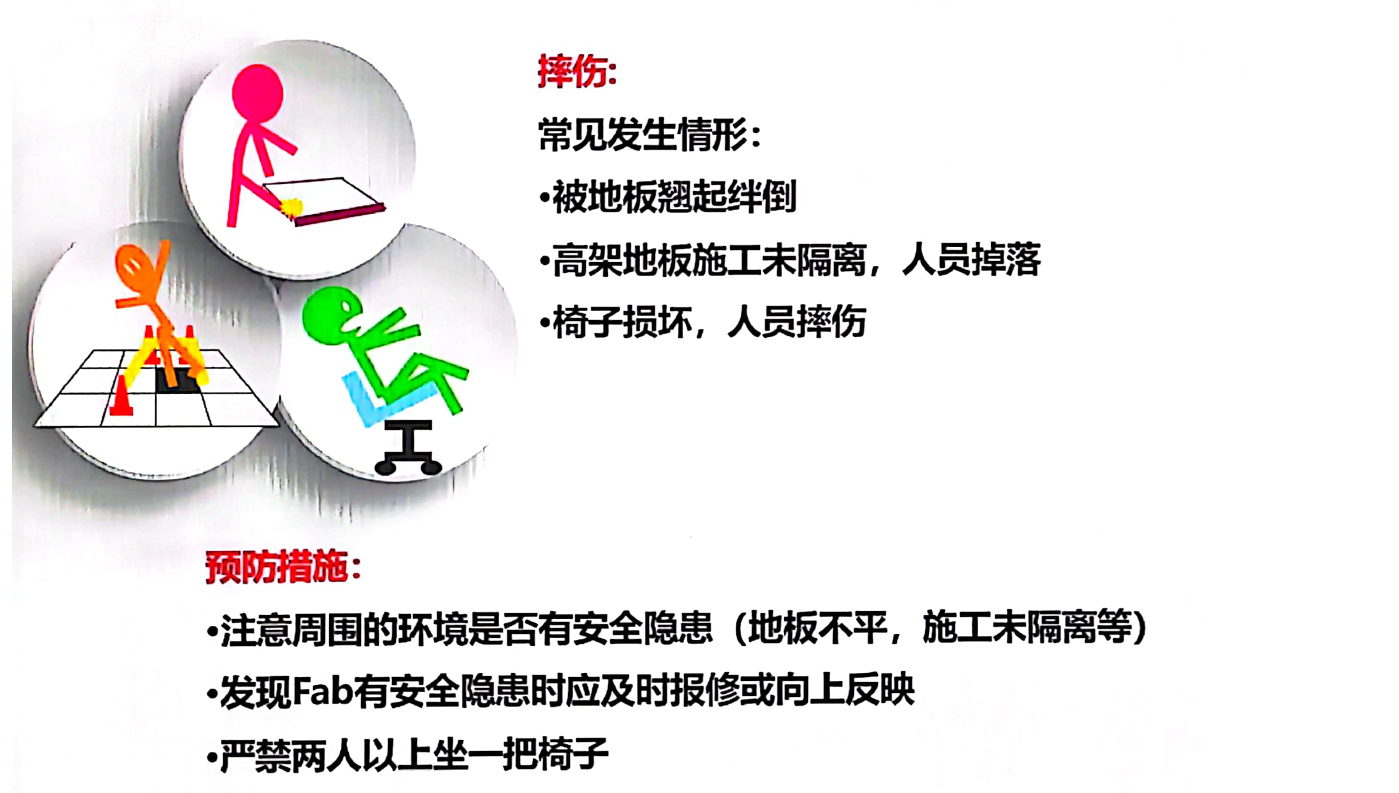 摔伤:
常见发生情形：
•被地板翘起绊倒
•高架地板施工未隔离，人员掉落
•椅子损坏，人员摔伤
预防措施：
•注意周围的环境是否有安全隐患（地板不平，施工未隔离等）
•发现Fab有安全隐患时应及时报修或向上反映
•严禁两人以上坐一把椅子